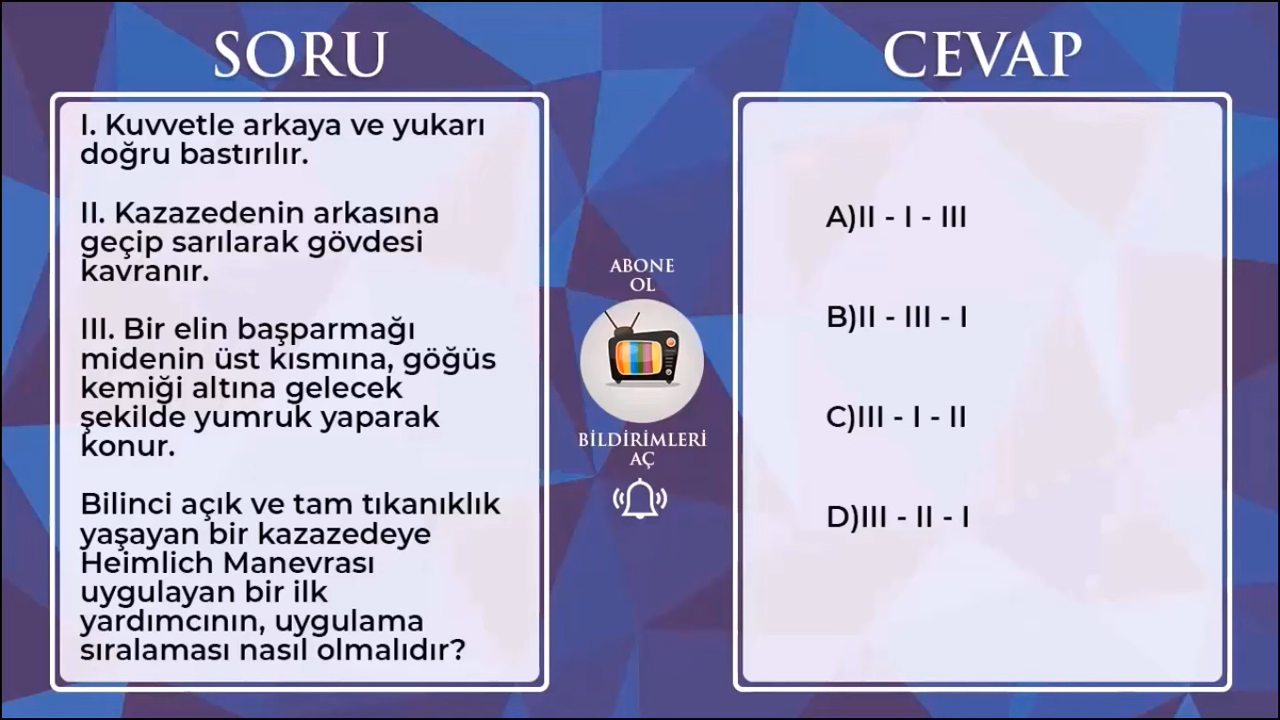 SORU
I. Kuvvetle arkaya ve yukarı
doğru bastırılır.
II. Kazazedenin arkasına
geçip sarılarak gövdesi
kavranır.
III. Bir elin başparmağı
midenin üst kısmına, göğüs
kemiği altına gelecek
şekilde yumruk yaparak
konur.
Bilinci açık ve tam tıkanıklık
yaşayan bir kazazedeye
Heimlich Manevrası
uygulayan bir ilk
yardımcının, uygulama
sıralaması nasıl olmalıdır?
ABONE
OL
BİLDİRİMLERİ
AÇ
CEVAP
A)II - I - III
B)II - III - I
C)III - I - II
D)III - II - I